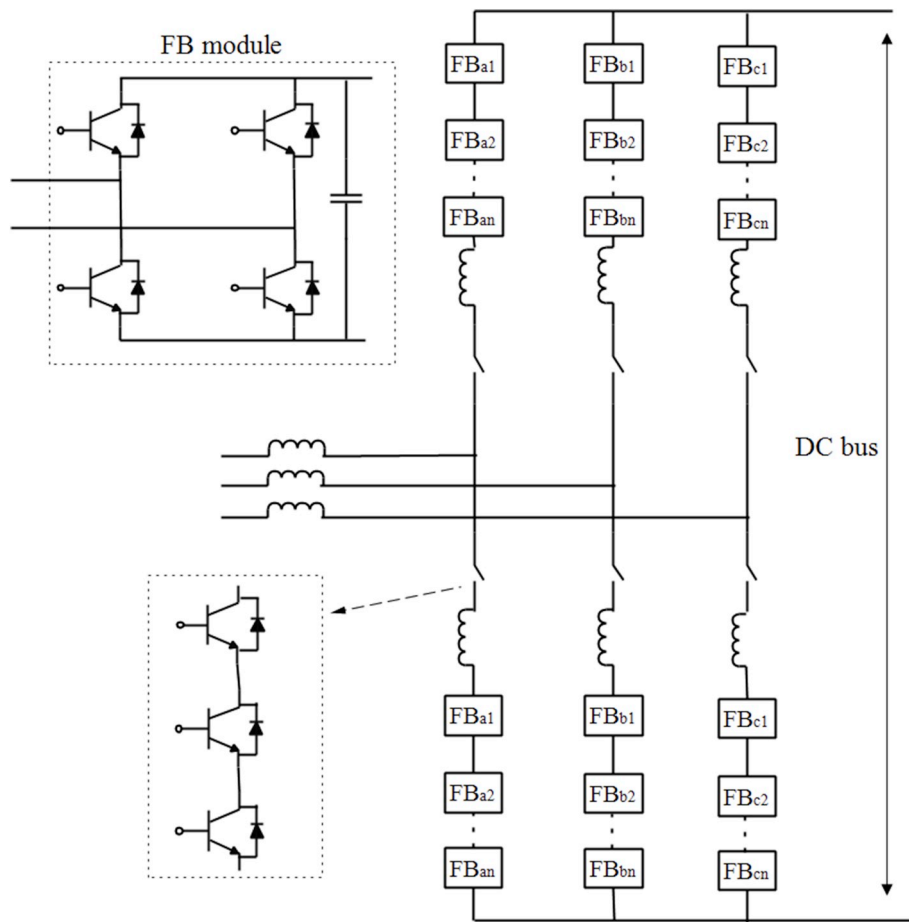 FB module
FBa1 FBb1 FBc1
FBa2 FBb2 FBc2
FBan FBbn FBcn
DC bus
FBa1 FBb1 FBc1
FBa2 FBb2 FBc2
FBan FBbn FBcn